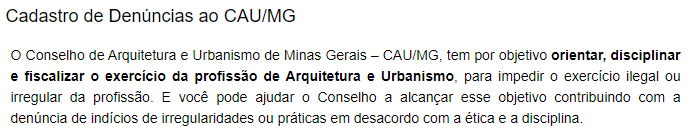 Cadastro de Denúncias ao CAU/MG
O Conselho de Arquitetura e Urbanismo de Minas Gerais – CAU/MG, tem por objetivo orientar, disciplinar
e fiscalizar o exercício da profissão de Arquitetura e Urbanismo, para impedir o exercício ilegal ou
irregular da profissão. E você pode ajudar o Conselho a alcançar esse objetivo contribuindo com a
denúncia de indícios de irregularidades ou práticas em desacordo com a ética e a disciplina.